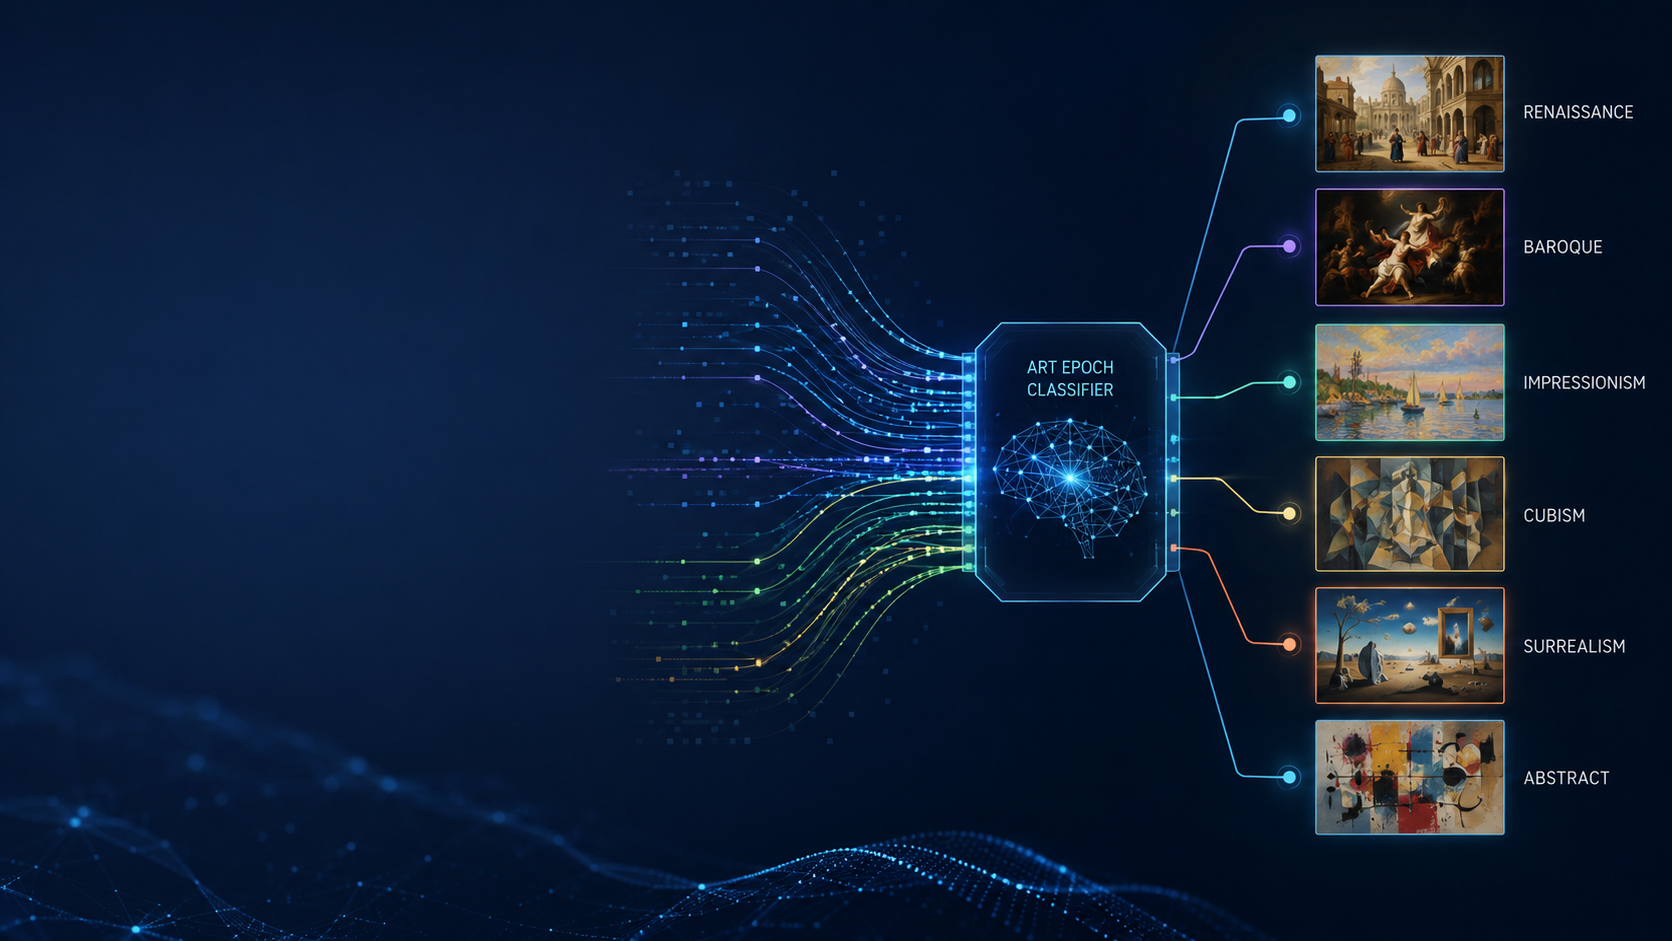 ART EPOCH
CLASSIFIER
RENAISSANCE
BAROQUE
IMPRESSIONISM
CUBISM
SURREALISM
ABSTRACT